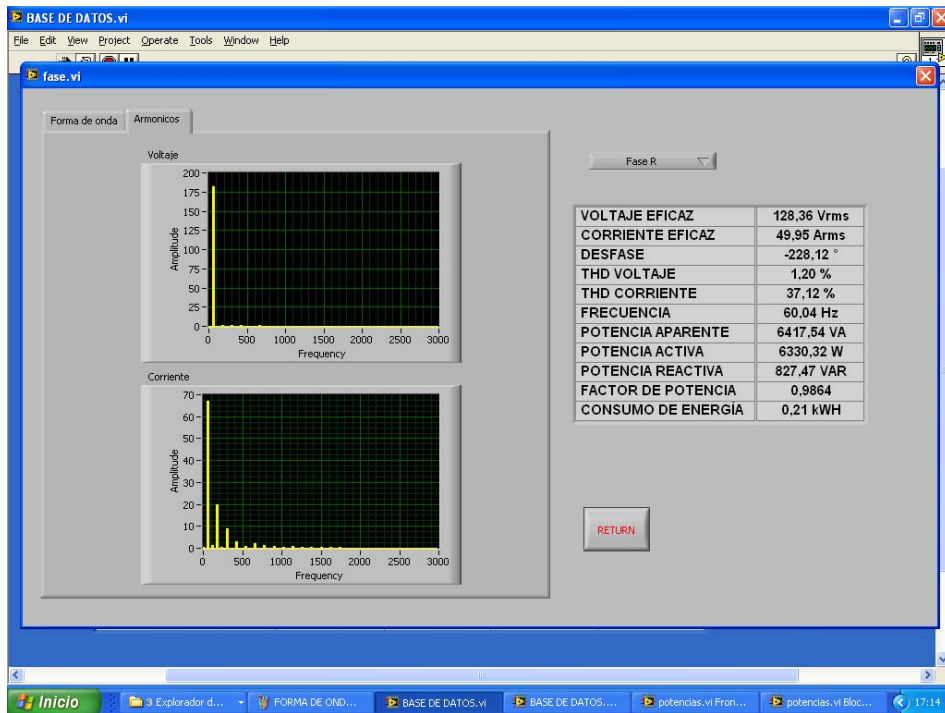 BASE DE DATOS.vi
File Edit View Project Operate Tools Window Help
fase.vi
Forma de onda Armonicos
Voltaje
200
175
150
125
100
75
50
25
0
Amplitude
0 500 1000 1500 2000 2500 3000
Frequency
Corriente
70
60
50
40
30
20
10
0
Amplitude
0 500 1000 1500 2000 2500 3000
Frequency
Fase R
VOLTAJE EFICAZ 128,36 Vrms
CORRIENTE EFICAZ 49,95 Arms
DESFASE -228,12 °
THD VOLTAJE 1,20 %
THD CORRIENTE 37,12 %
FRECUENCIA 60,04 Hz
POTENCIA APARENTE 6417,54 VA
POTENCIA ACTIVA 6330,32 W
POTENCIA REACTIVA 827,47 VAR
FACTOR DE POTENCIA 0,9864
CONSUMO DE ENERGÍA 0,21 kWH
RETURN
Inicio 3 Explorador d... FORMA DE OND... BASE DE DATOS.vi BASE DE DATOS.... potencias.vi Fron... potencias.vi Bloc... 17:14